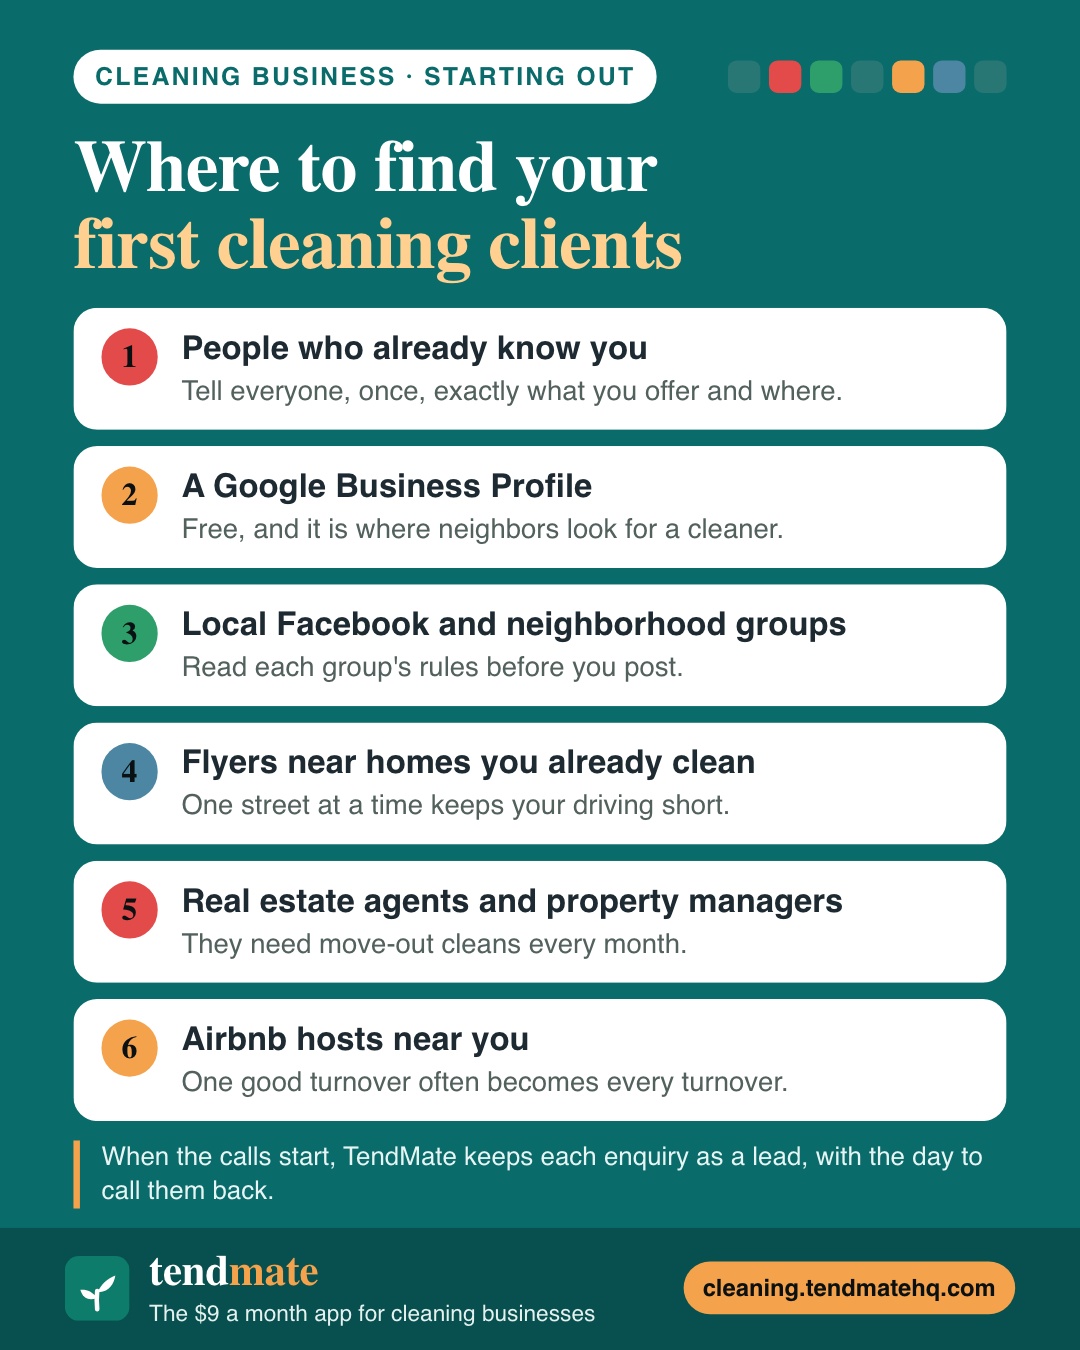 CLEANING BUSINESS · STARTING OUT
Where to find your
first cleaning clients
1
People who already know you
Tell everyone, once, exactly what you offer and where.
2
A Google Business Profile
Free, and it is where neighbors look for a cleaner.
3
Local Facebook and neighborhood groups
Read each group's rules before you post.
4
Flyers near homes you already clean
One street at a time keeps your driving short.
5
Real estate agents and property managers
They need move-out cleans every month.
6
Airbnb hosts near you
One good turnover often becomes every turnover.
When the calls start, TendMate keeps each enquiry as a lead, with the day to
call them back.
tendmate
The $9 a month app for cleaning businesses
cleaning.tendmatehq.com